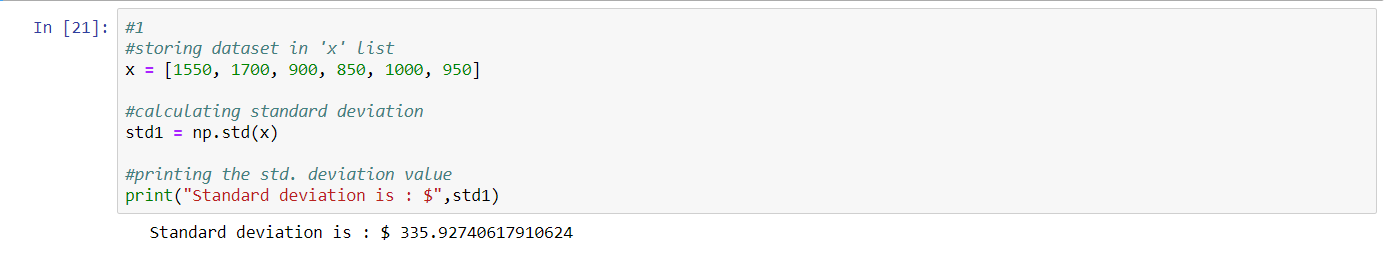 In [21]: #1
#storing dataset in 'x' list
x = [1550, 1700, 900, 850, 1000, 950]
#calculating standard deviation
std1 = np.std(x)
#printing the std. deviation value
print("Standard deviation is : $",std1)
Standard deviation is : $ 335.92740617910624